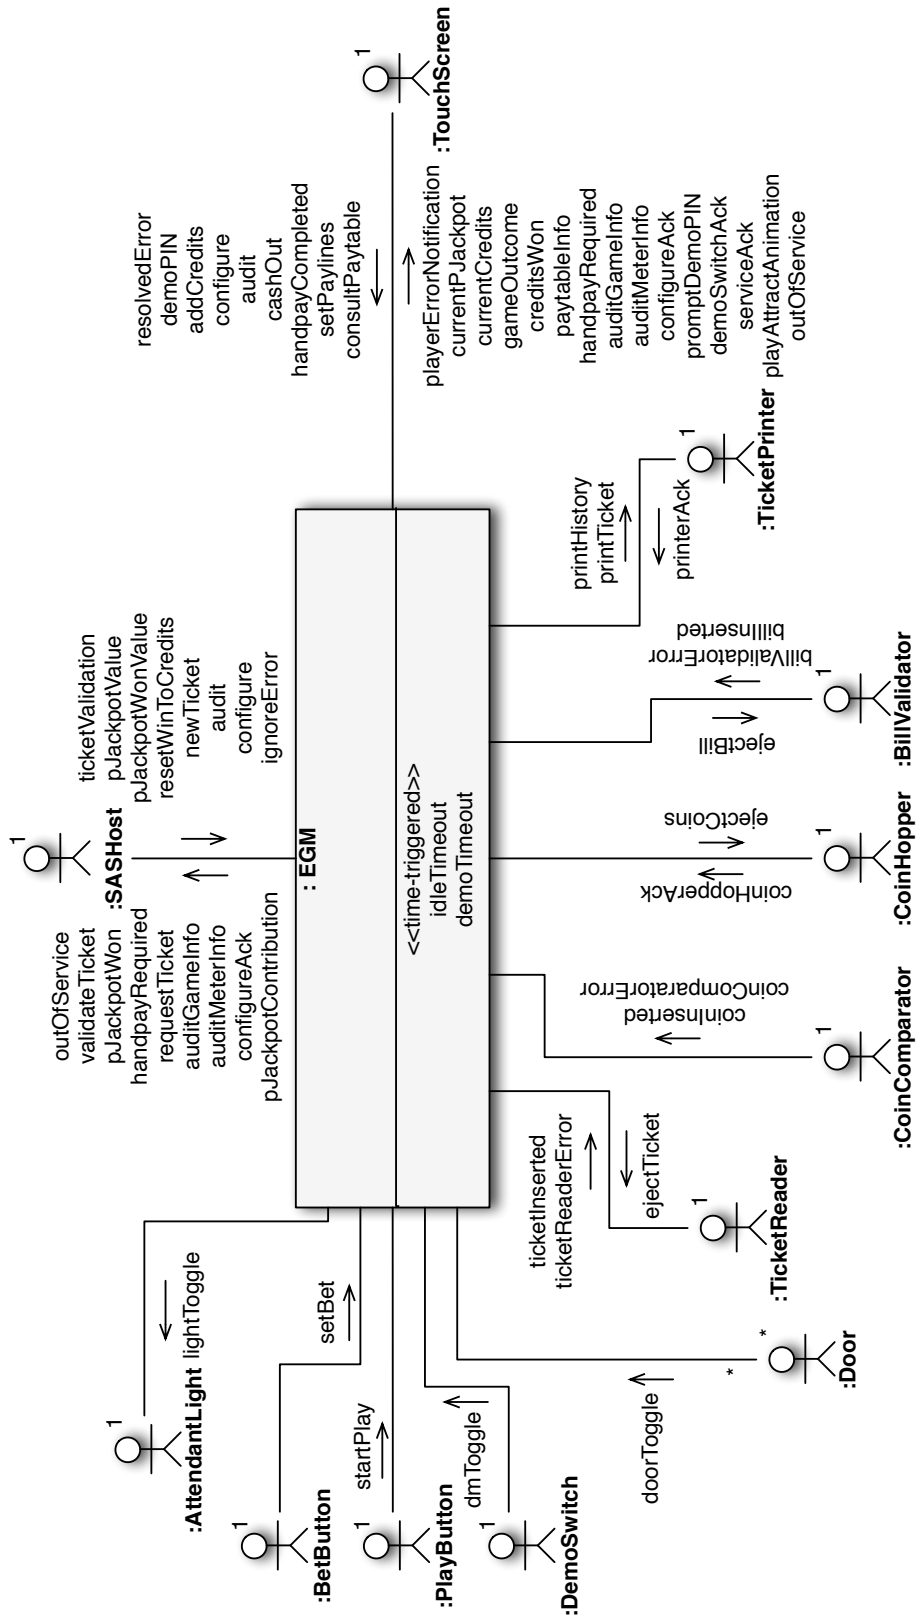 1
:SASHost
outOfService
validateTicket
pJackpotWon
handpayRequired
requestTicket
auditGameInfo
auditMeterInfo
configureAck
pJackpotContribution
ticketValidation
pJackpotValue
pJackpotWonValue
resetWinToCredits
newTicket
audit
configure
ignoreError
1
:AttendantLight
lightToggle
1
:BetButton
setBet
1
:PlayButton
startPlay
1
:DemoSwitch
dmToggle
: EGM
<<time-triggered>>
idleTimeout
demoTimeout
resolvedError
demoPIN
addCredits
configure
audit
cashOut
handpayCompleted
setPaylines
consultPaytable
1
:TouchScreen
playerErrorNotification
currentPJackpot
currentCredits
gameOutcome
creditsWon
paytableInfo
handpayRequired
auditGameInfo
auditMeterInfo
configureAck
promptDemoPIN
demoSwitchAck
serviceAck
playAttractAnimation
outOfService
doorToggle
*
*
:Door
ticketInserted
ticketReaderError
ejectTicket
1
:TicketReader
coinInserted
coinComparatorError
1
:CoinComparator
coinHopperAck
ejectCoins
1
:CoinHopper
ejectBill
billInserted
billValidatorError
1
:BillValidator
printHistory
printTicket
printerAck
1
:TicketPrinter